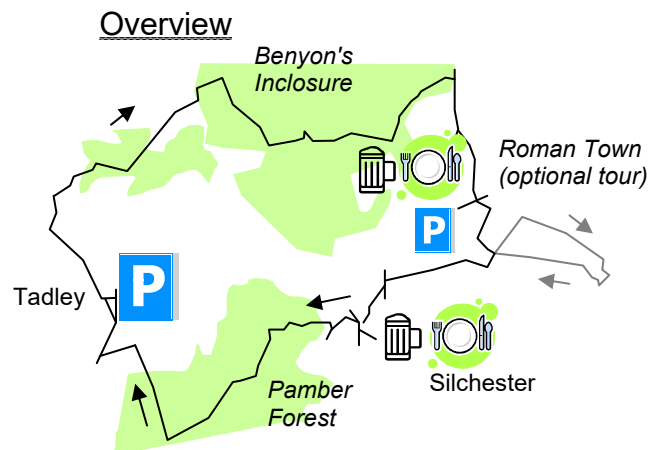 Overview
Benyon's
Inclosure
Roman Town
(optional tour)
P
P
Tadley
Silchester
Pamber
Forest